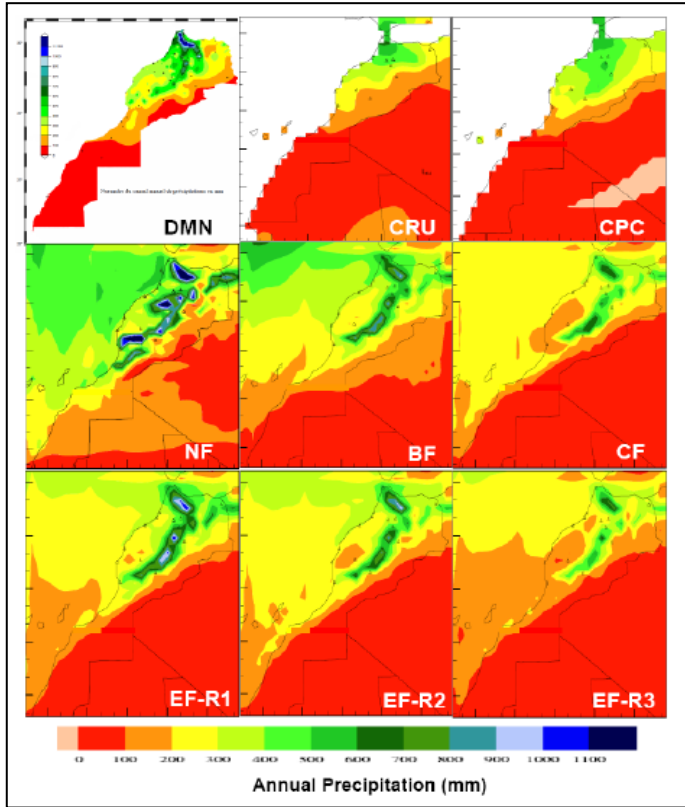 DMN
CRU
CPC
NF
BF
CF
EF-R1
EF-R2
EF-R3
0 100 200 300 400 500 600 700 800 900 1000 1100
Annual Precipitation (mm)